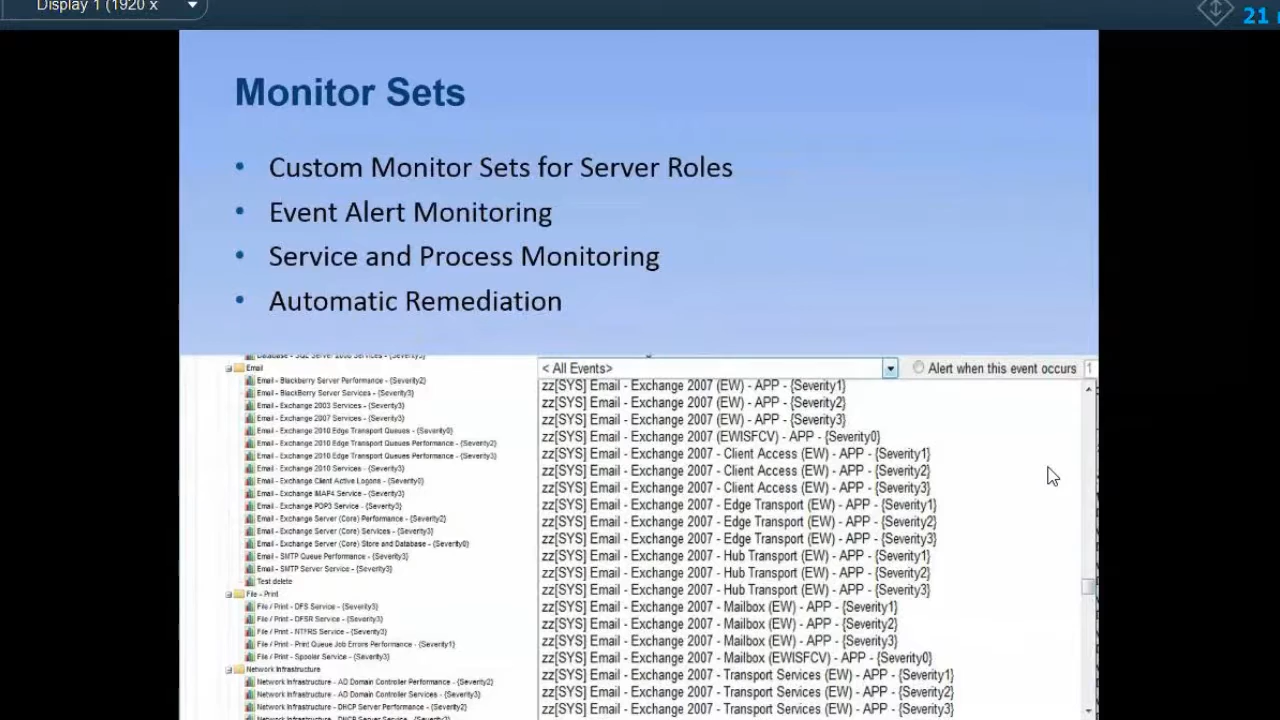 Display 1 (1920 x
21
Monitor Sets
• Custom Monitor Sets for Server Roles
• Event Alert Monitoring
• Service and Process Monitoring
• Automatic Remediation
Email
Email - Blackberry Server Performance - {Severity2}
Email - BlackBerry Server Services - {Severity3}
Email - Exchange 2003 Services - {Severity3}
Email - Exchange 2007 Services - {Severity3}
Email - Exchange 2010 Edge Transport Queues - {Severity0}
Email - Exchange 2010 Edge Transport Queues Performance - {Severity2}
Email - Exchange 2010 Edge Transport Queues Performance - {Severity3}
Email - Exchange 2010 Services - {Severity3}
Email - Exchange Client Active Logons - {Severity0}
Email - Exchange IMAP4 Service - {Severity3}
Email - Exchange POP3 Service - {Severity3}
Email - Exchange Server (Core) Performance - {Severity2}
Email - Exchange Server (Core) Services - {Severity3}
Email - Exchange Server (Core) Store and Database - {Severity0}
Email - SMTP Queue Performance - {Severity3}
Email - SMTP Server Service - {Severity3}
Test delete
File - Print
File / Print - DFS Service - {Severity3}
File / Print - DFSR Service - {Severity3}
File / Print - NTFRS Service - {Severity3}
File / Print - Print Queue Job Errors Performance - {Severity1}
File / Print - Spooler Service - {Severity3}
Network Infrastructure
Network Infrastructure - AD Domain Controller Performance - {Severity2}
Network Infrastructure - AD Domain Controller Services - {Severity3}
Network Infrastructure - DHCP Server Performance - {Severity2}
Network Infrastructure - DHCP Server Service - {Severity3}
< All Events>
Alert when this event occurs 1
zz[SYS] Email - Exchange 2007 (EW) - APP - {Severity1}
zz[SYS] Email - Exchange 2007 (EW) - APP - {Severity2}
zz[SYS] Email - Exchange 2007 (EW) - APP - {Severity3}
zz[SYS] Email - Exchange 2007 (EWISFCV) - APP - {Severity0}
zz[SYS] Email - Exchange 2007 - Client Access (EW) - APP - {Severity1}
zz[SYS] Email - Exchange 2007 - Client Access (EW) - APP - {Severity2}
zz[SYS] Email - Exchange 2007 - Client Access (EW) - APP - {Severity3}
zz[SYS] Email - Exchange 2007 - Edge Transport (EW) - APP - {Severity1}
zz[SYS] Email - Exchange 2007 - Edge Transport (EW) - APP - {Severity2}
zz[SYS] Email - Exchange 2007 - Edge Transport (EW) - APP - {Severity3}
zz[SYS] Email - Exchange 2007 - Hub Transport (EW) - APP - {Severity1}
zz[SYS] Email - Exchange 2007 - Hub Transport (EW) - APP - {Severity2}
zz[SYS] Email - Exchange 2007 - Hub Transport (EW) - APP - {Severity3}
zz[SYS] Email - Exchange 2007 - Mailbox (EW) - APP - {Severity1}
zz[SYS] Email - Exchange 2007 - Mailbox (EW) - APP - {Severity2}
zz[SYS] Email - Exchange 2007 - Mailbox (EW) - APP - {Severity3}
zz[SYS] Email - Exchange 2007 - Mailbox (EWISFCV) - APP - {Severity0}
zz[SYS] Email - Exchange 2007 - Transport Services (EW) - APP - {Severity1}
zz[SYS] Email - Exchange 2007 - Transport Services (EW) - APP - {Severity2}
zz[SYS] Email - Exchange 2007 - Transport Services (EW) - APP - {Severity3}